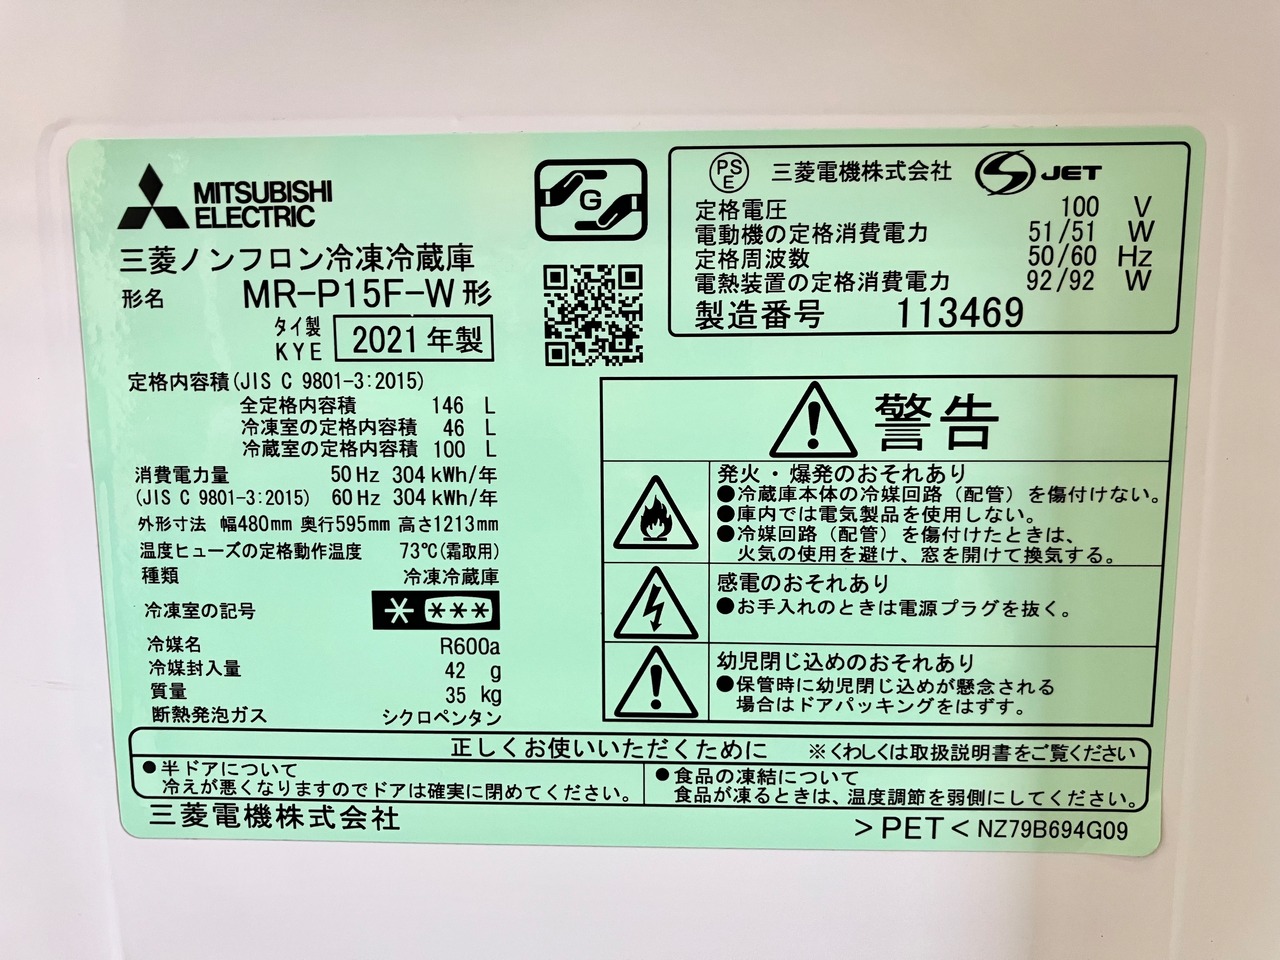 MITSUBISHI
ELECTRIC
三菱ノンフロン冷凍冷蔵庫
形名 MR-P15F-W形
タイ製
KYE
2021年製
定格内容積(JIS C 9801-3:2015)
全定格内容積 146 L
冷凍室の定格内容積 46 L
冷蔵室の定格内容積 100 L
消費電力量 50Hz 304kWh/年
(JIS C 9801-3:2015) 60Hz 304kWh/年
外形寸法 幅480mm 奥行595mm 高さ1213mm
温度ヒューズの定格動作温度 73℃(霜取用)
種類 冷凍冷蔵庫
冷凍室の記号 * ***
冷媒名 R600a
冷媒封入量 42 g
質量 35 kg
断熱発泡ガス シクロペンタン
G
PS
E
三菱電機株式会社
S JET
定格電圧 100 V
電動機の定格消費電力 51/51 W
定格周波数 50/60 Hz
電熱装置の定格消費電力 92/92 W
製造番号 113469
警告
発火・爆発のおそれあり
●冷蔵庫本体の冷媒回路（配管）を傷付けない。
●庫内では電気製品を使用しない。
●冷媒回路（配管）を傷付けたときは、
火気の使用を避け、窓を開けて換気する。
感電のおそれあり
●お手入れのときは電源プラグを抜く。
幼児閉じ込めのおそれあり
●保管時に幼児閉じ込めが懸念される
場合はドアパッキングをはずす。
正しくお使いいただくために ※くわしくは取扱説明書をご覧ください
●半ドアについて
冷えが悪くなりますのでドアは確実に閉めてください。
●食品の凍結について
食品が凍るときは、温度調節を弱側にしてください。
三菱電機株式会社
>PET< NZ79B694G09